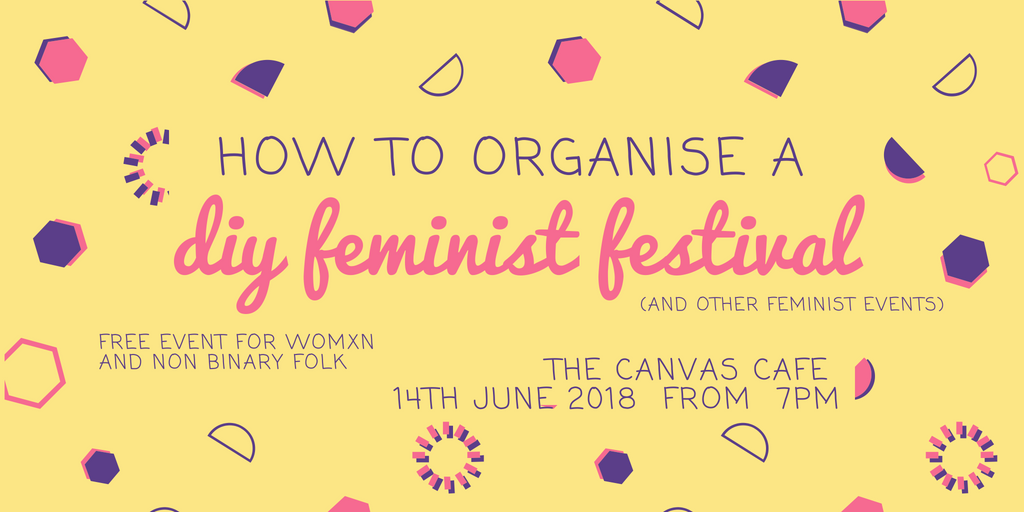 HOW TO ORGANISE A
diy feminist festival
(AND OTHER FEMINIST EVENTS)
FREE EVENT FOR WOMXN
AND NON BINARY FOLK
THE CANVAS CAFE
14TH JUNE 2018 FROM 7PM